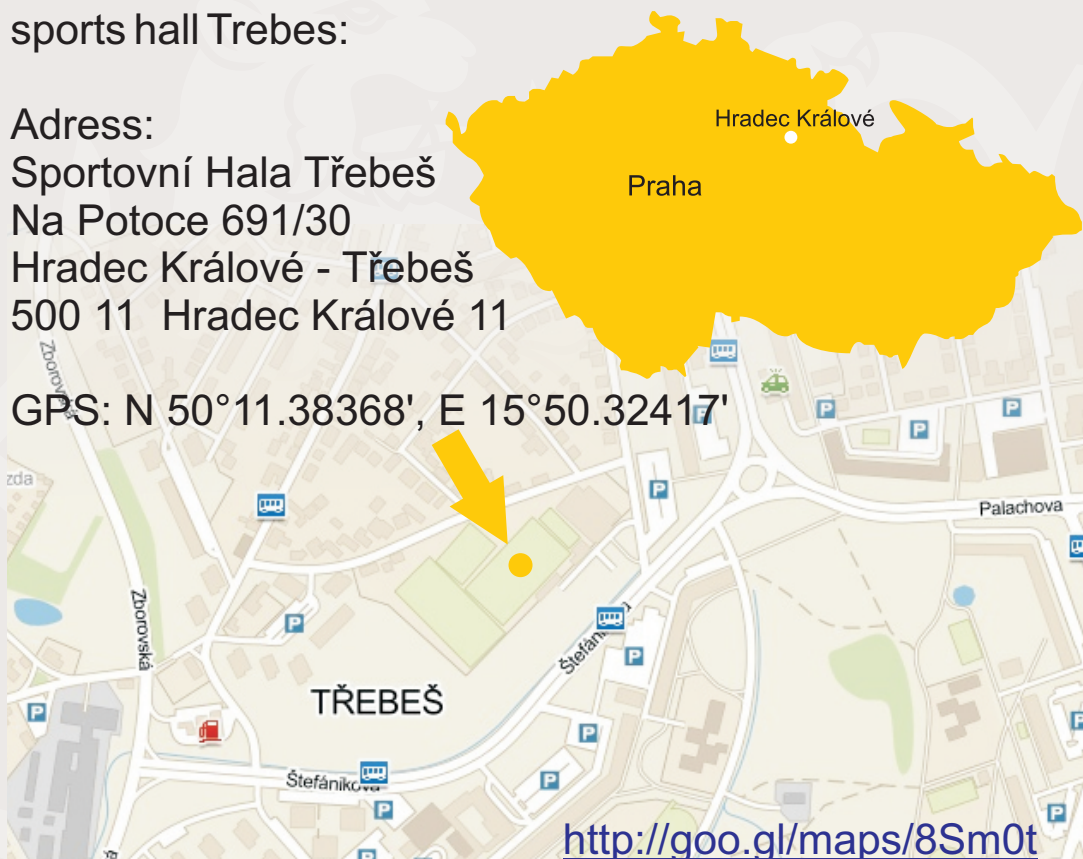 sports hall Trebes:
Adress:
Sportovní Hala Třebeš
Na Potoce 691/30
Hradec Králové - Třebeš
500 11 Hradec Králové 11
GPS: N 50°11.38368', E 15°50.32417'
Hradec Králové
Praha
Zborovská
zda
P
P
P
P
Palachova
Zborovská
P
Štefánikova
P
TŘEBEŠ
P
P
P
Štefánikova
P
P
P
http://goo.gl/maps/8Sm0t